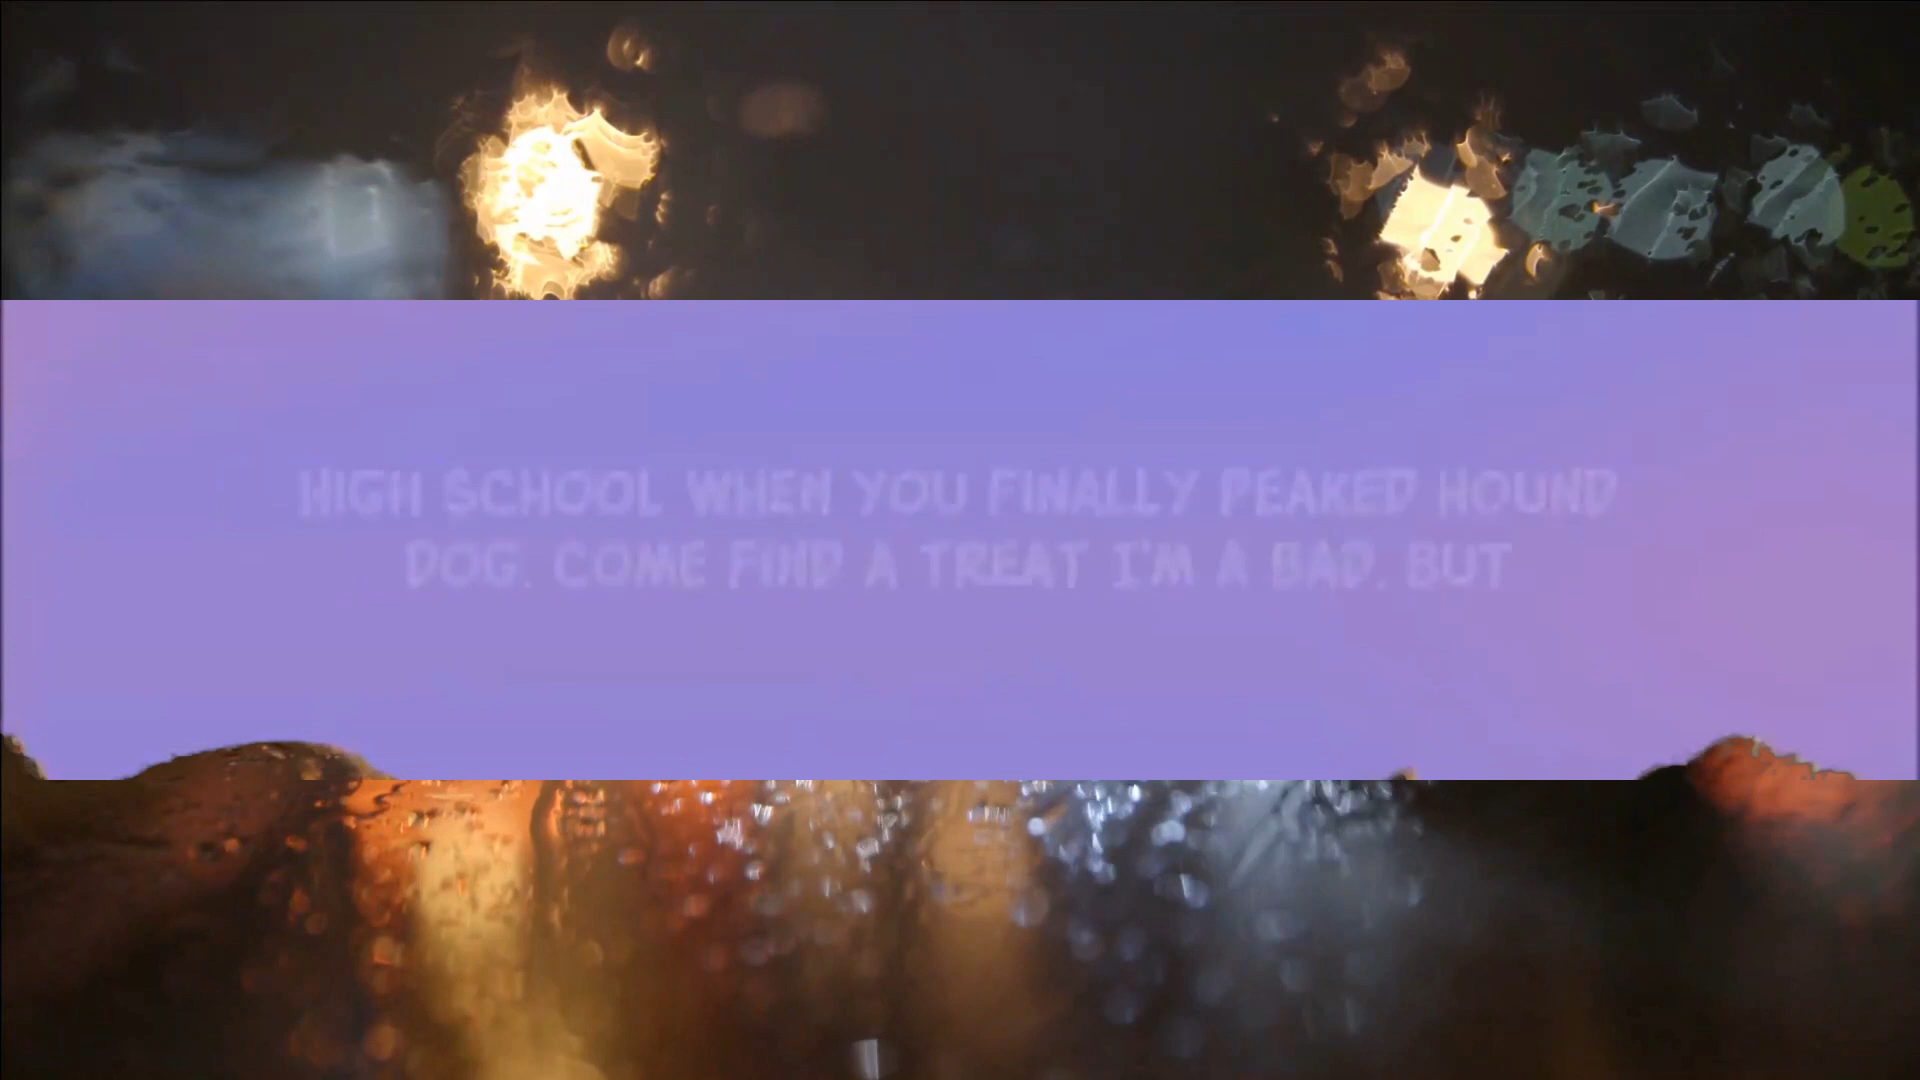 HIGH SCHOOL WHEN YOU FINALLY PEAKED HOUND
DOG. COME FIND A TREAT I'M A BAD. BUT